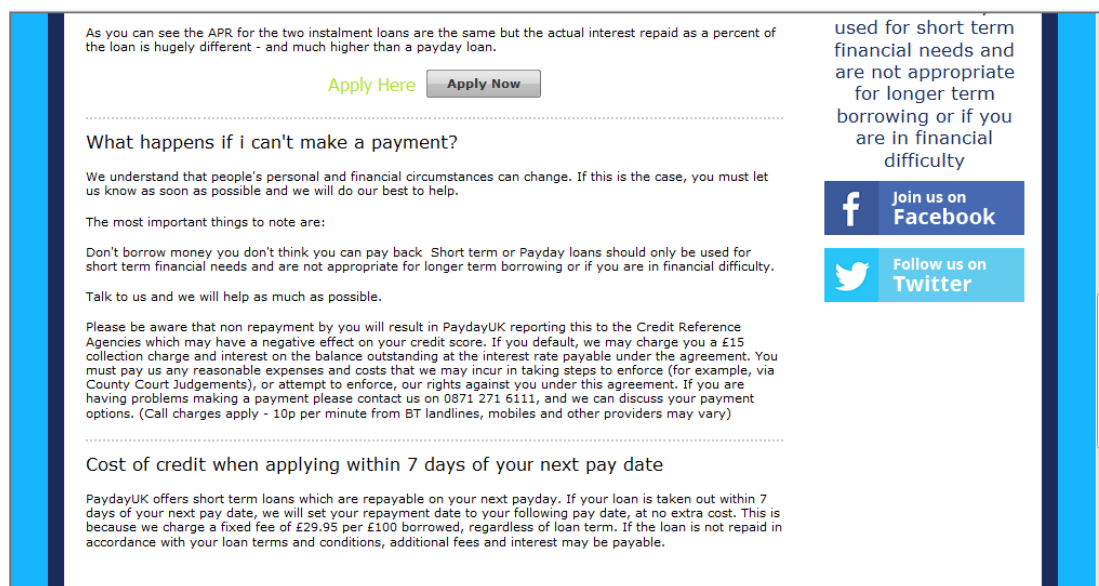 As you can see the APR for the two instalment loans are the same but the actual interest repaid as a percent of
the loan is hugely different - and much higher than a payday loan.
Apply Here Apply Now
What happens if i can't make a payment?
We understand that people's personal and financial circumstances can change. If this is the case, you must let
us know as soon as possible and we will do our best to help.
The most important things to note are:
Don't borrow money you don't think you can pay back  Short term or Payday loans should only be used for
short term financial needs and are not appropriate for longer term borrowing or if you are in financial difficulty.
Talk to us and we will help as much as possible.
Please be aware that non repayment by you will result in PaydayUK reporting this to the Credit Reference
Agencies which may have a negative effect on your credit score. If you default, we may charge you a £15
collection charge and interest on the balance outstanding at the interest rate payable under the agreement. You
must pay us any reasonable expenses and costs that we may incur in taking steps to enforce (for example, via
County Court Judgements), or attempt to enforce, our rights against you under this agreement. If you are
having problems making a payment please contact us on 0871 271 6111, and we can discuss your payment
options. (Call charges apply - 10p per minute from BT landlines, mobiles and other providers may vary)
Cost of credit when applying within 7 days of your next pay date
PaydayUK offers short term loans which are repayable on your next payday. If your loan is taken out within 7
days of your next pay date, we will set your repayment date to your following pay date, at no extra cost. This is
because we charge a fixed fee of £29.95 per £100 borrowed, regardless of loan term. If the loan is not repaid in
accordance with your loan terms and conditions, additional fees and interest may be payable.
used for short term
financial needs and
are not appropriate
for longer term
borrowing or if you
are in financial
difficulty
Join us on
Facebook
Follow us on
Twitter